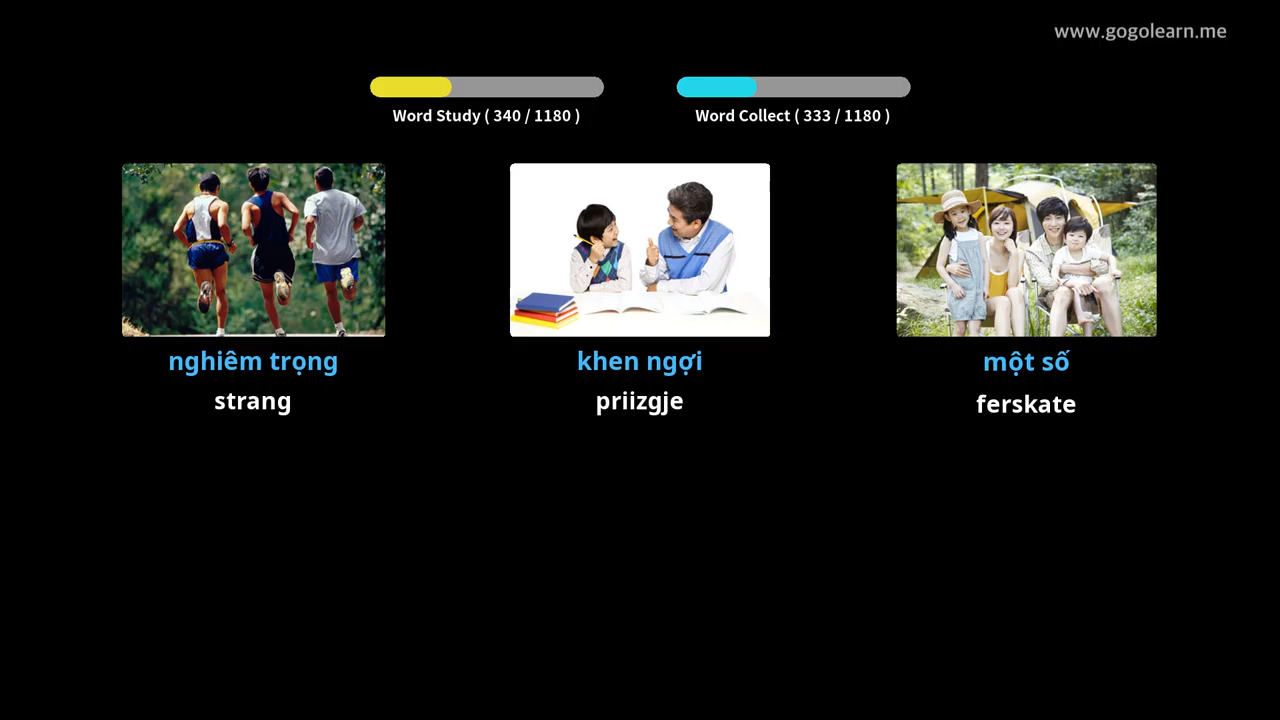 www.gogolearn.me
Word Study ( 340 / 1180 )
Word Collect ( 333 / 1180 )
nghiêm trọng
strang
khen ngợi
priizgje
một số
ferskate